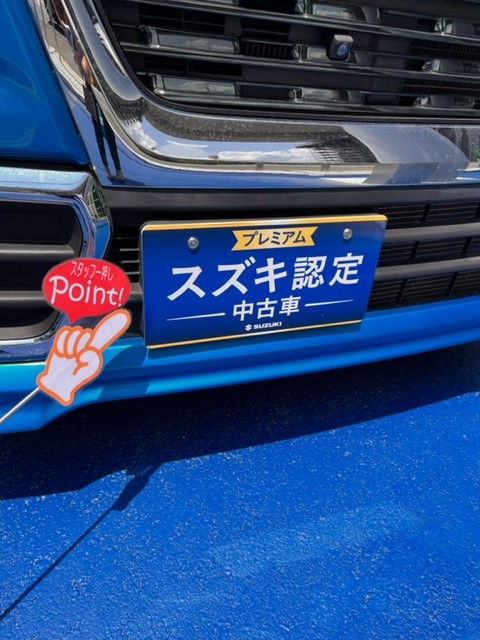 プレミアム
スズキ認定
中古車
SUZUKI
スタッフ一押し
Point!